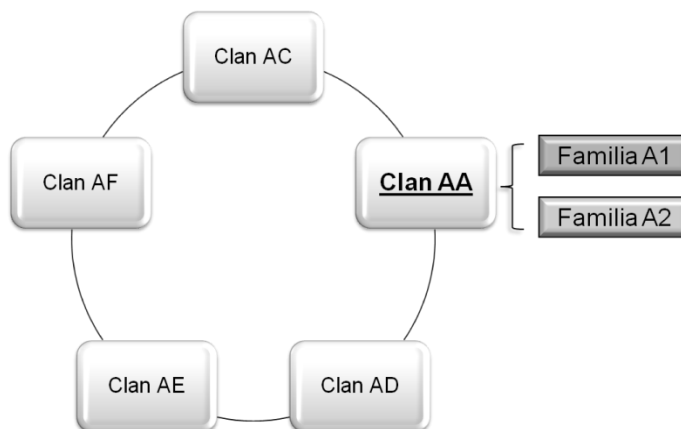 Clan AC
Clan AF
Clan AA
Familia A1
Familia A2
Clan AE
Clan AD